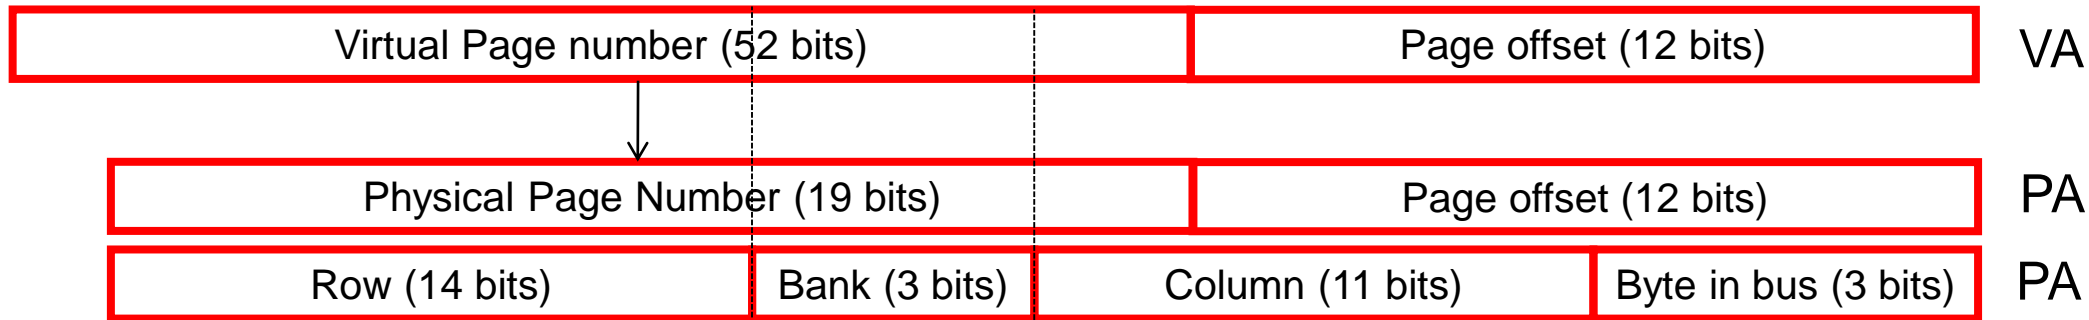 Virtual Page number (52 bits) Page offset (12 bits) VA
Physical Page Number (19 bits) Page offset (12 bits) PA
Row (14 bits) Bank (3 bits) Column (11 bits) Byte in bus (3 bits) PA